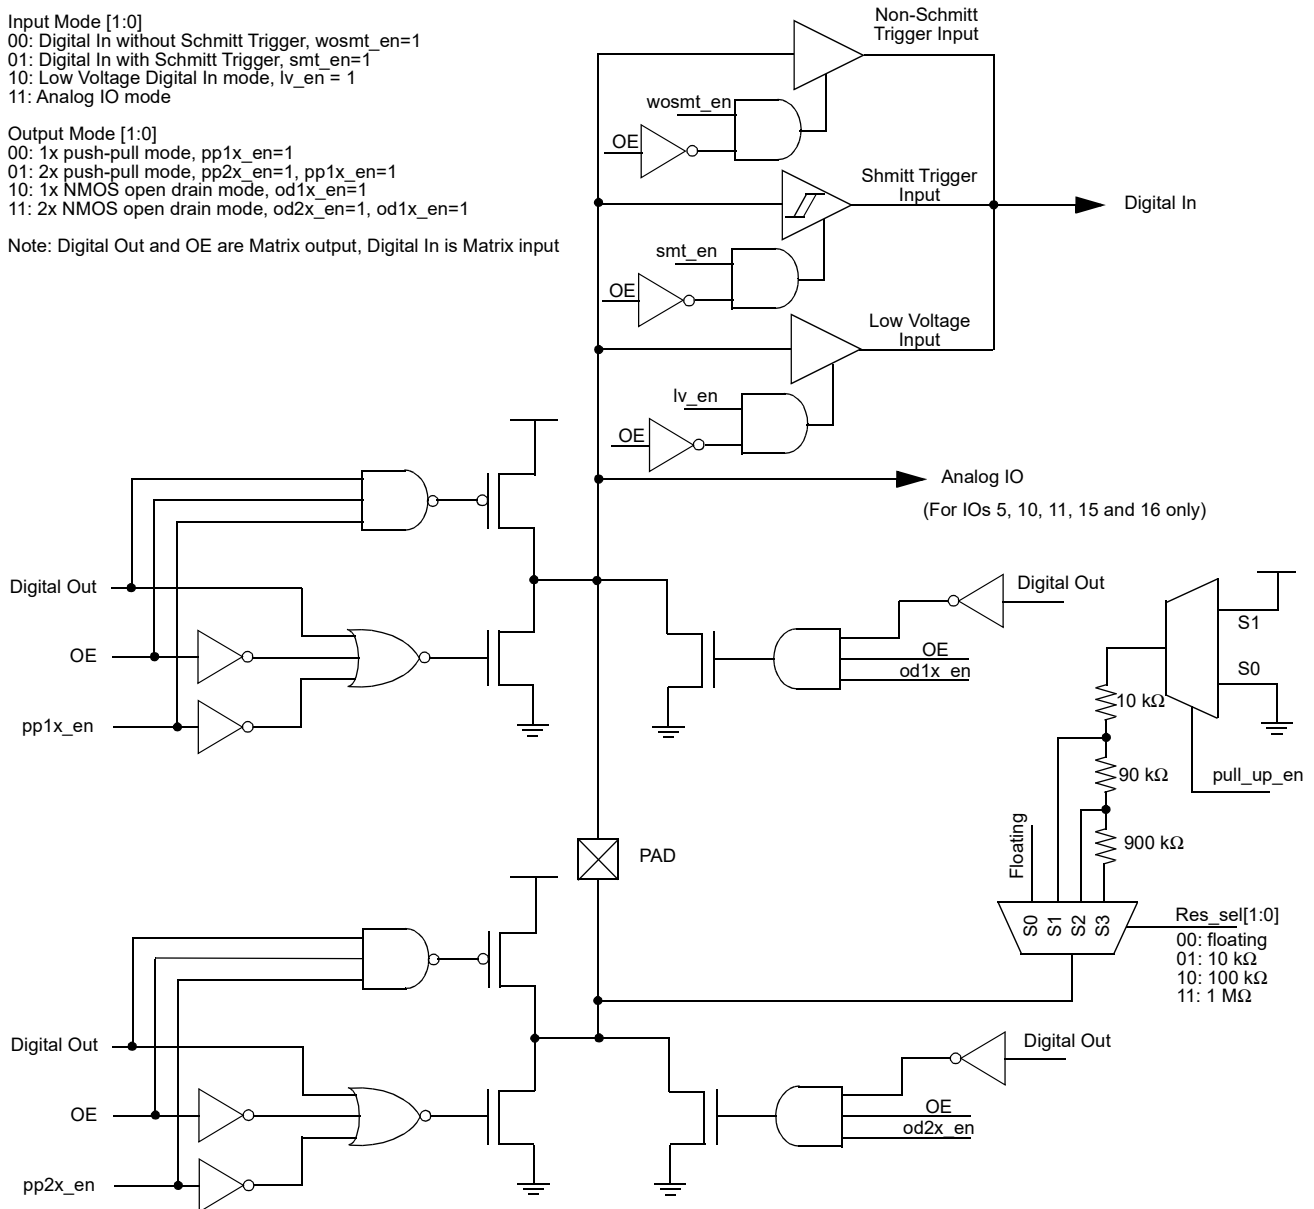 Input Mode [1:0]
00: Digital In without Schmitt Trigger, wosmt_en=1
01: Digital In with Schmitt Trigger, smt_en=1
10: Low Voltage Digital In mode, lv_en = 1
11: Analog IO mode
Output Mode [1:0]
00: 1x push-pull mode, pp1x_en=1
01: 2x push-pull mode, pp2x_en=1, pp1x_en=1
10: 1x NMOS open drain mode, od1x_en=1
11: 2x NMOS open drain mode, od2x_en=1, od1x_en=1
Note: Digital Out and OE are Matrix output, Digital In is Matrix input
Non-Schmitt
Trigger Input
wosmt_en
OE
Shmitt Trigger
Input
Digital In
smt_en
OE
Low Voltage
Input
lv_en
OE
Analog IO
(For IOs 5, 10, 11, 15 and 16 only)
Digital Out
OE
pp1x_en
Digital Out
OE
od1x_en
S1
S0
10 kΩ
90 kΩ
pull_up_en
900 kΩ
Floating
S0
S1
S2
S3
Res_sel[1:0]
00: floating
01: 10 kΩ
10: 100 kΩ
11: 1 MΩ
PAD
Digital Out
OE
pp2x_en
Digital Out
OE
od2x_en